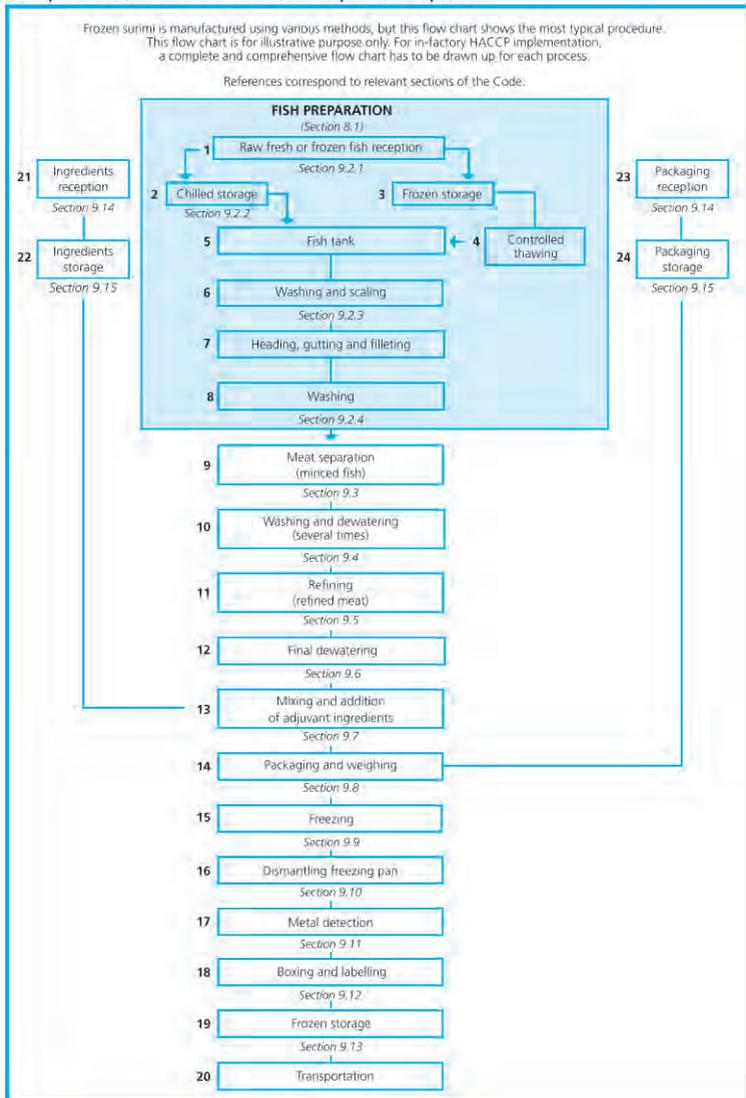 Frozen surimi is manufactured using various methods, but this flow chart shows the most typical procedure.
This flow chart is for illustrative purpose only. For in-factory HACCP implementation,
a complete and comprehensive flow chart has to be drawn up for each process.
References correspond to relevant sections of the Code.
FISH PREPARATION
(Section 8.1)
1 Raw fresh or frozen fish reception
Section 9.2.1
21 Ingredients
reception
Section 9.14
23 Packaging
reception
Section 9.14
2 Chilled storage
Section 9.2.2
3 Frozen storage
22 Ingredients
storage
Section 9.15
5 Fish tank
4 Controlled
thawing
24 Packaging
storage
Section 9.15
6 Washing and scaling
Section 9.2.3
7 Heading, gutting and filleting
8 Washing
Section 9.2.4
9 Meat separation
(minced fish)
Section 9.3
10 Washing and dewatering
(several times)
Section 9.4
11 Refining
(refined meat)
Section 9.5
12 Final dewatering
Section 9.6
13 Mixing and addition
of adjuvant ingredients
Section 9.7
14 Packaging and weighing
Section 9.8
15 Freezing
Section 9.9
16 Dismantling freezing pan
Section 9.10
17 Metal detection
Section 9.11
18 Boxing and labelling
Section 9.12
19 Frozen storage
Section 9.13
20 Transportation